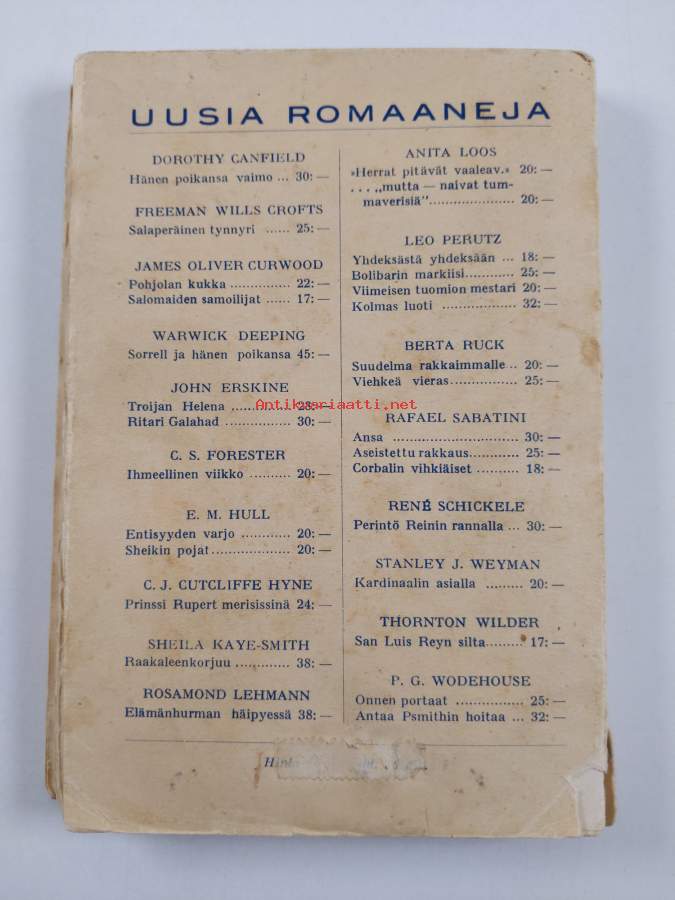 UUSIA ROMAANEJA
DOROTHY CANFIELD
Hänen poikansa vaimo ... 30: —
FREEMAN WILLS CROFTS
Salaperäinen tynnyri ...... 25: —
JAMES OLIVER CURWOOD
Pohjolan kukka ............... 22: —
Salomaiden samoilijat ...... 17: —
WARWICK DEEPING
Sorrell ja hänen poikansa 45: —
JOHN ERSKINE
Troijan Helena ............... 28: —
Ritari Galahad ............... 30: —
C. S. FORESTER
Ihmeellinen viikko .......... 20: —
E. M. HULL
Entisyyden varjo ............ 20: —
Sheikin pojat .................. 20: —
C. J. CUTCLIFFE HYNE
Prinssi Rupert merisissinä 24: —
SHEILA KAYE-SMITH
Raakaleenkorjuu ............. 38: —
ROSAMOND LEHMANN
Elämänhurman häipyessä 38: —
ANITA LOOS
»Herrat pitävät vaaleav.» 20: —
... „mutta — naivat tum-
maverisiä" ..................... 20: —
LEO PERUTZ
Yhdeksästä yhdeksään ... 18: —
Bolibarin markiisi ............ 25: —
Viimeisen tuomion mestari 20: —
Kolmas luoti .................. 32: —
BERTA RUCK
Suudelma rakkaimmalle .. 20: —
Viehkeä vieras ................. 25: —
RAFAEL SABATINI
Ansa ............................... 30: —
Aseistettu rakkaus ............ 25: —
Corbalin vihkiäiset .......... 18: —
RENÉ SCHICKELE
Perintö Reinin rannalla ... 30: —
STANLEY J. WEYMAN
Kardinaalin asialla ......... 20: —
THORNTON WILDER
San Luis Reyn silta ......... 17: —
P. G. WODEHOUSE
Onnen portaat ................ 25: —
Antaa Psmithin hoitaa ... 32: —
Antikvariaatti.net